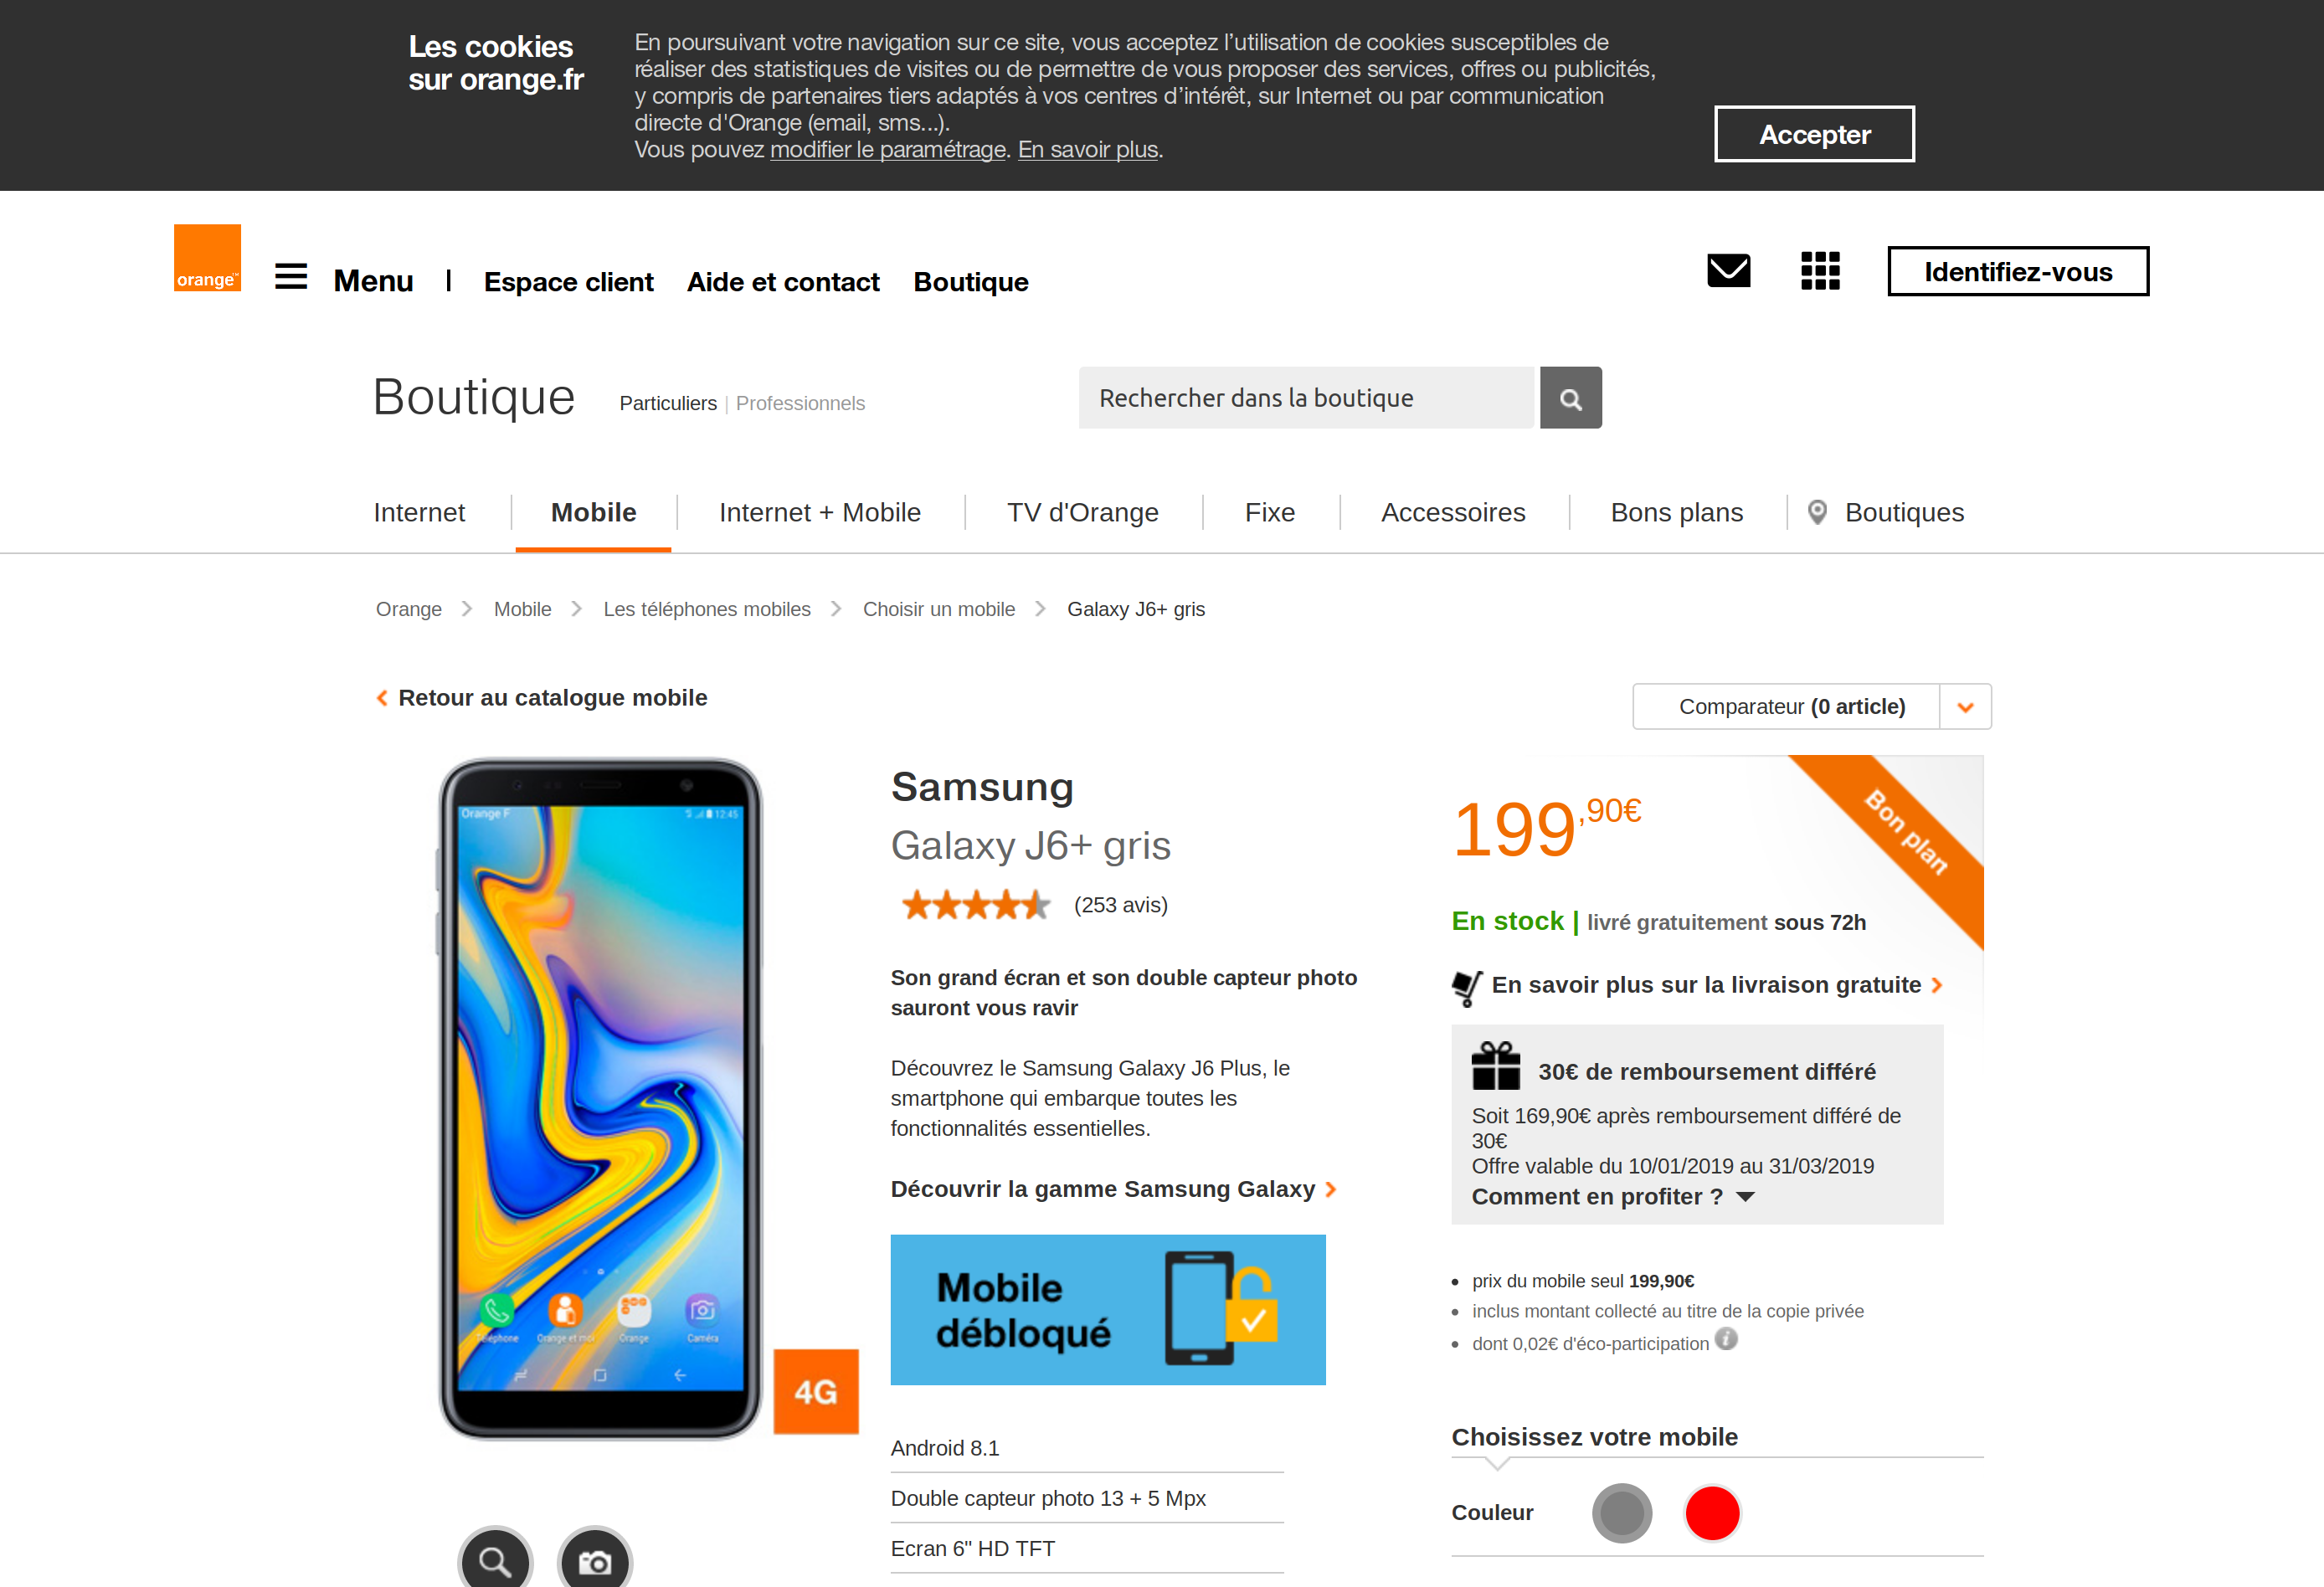 Les cookies
sur orange.fr
En poursuivant votre navigation sur ce site, vous acceptez l’utilisation de cookies susceptibles de
réaliser des statistiques de visites ou de permettre de vous proposer des services, offres ou publicités,
y compris de partenaires tiers adaptés à vos centres d’intérêt, sur Internet ou par communication
directe d'Orange (email, sms...).
Vous pouvez modifier le paramétrage. En savoir plus.
Accepter
orange™
Menu
Espace client
Aide et contact
Boutique
Identifiez-vous
Boutique
Particuliers | Professionnels
Rechercher dans la boutique
Internet
Mobile
Internet + Mobile
TV d'Orange
Fixe
Accessoires
Bons plans
Boutiques
Orange
Mobile
Les téléphones mobiles
Choisir un mobile
Galaxy J6+ gris
Retour au catalogue mobile
Comparateur (0 article)
Orange F
12:45
Téléphone
Orange et moi
Orange
Caméra
4G
Samsung
Galaxy J6+ gris
(253 avis)
Son grand écran et son double capteur photo
sauront vous ravir
Découvrez le Samsung Galaxy J6 Plus, le
smartphone qui embarque toutes les
fonctionnalités essentielles.
Découvrir la gamme Samsung Galaxy
Mobile
débloqué
Android 8.1
Double capteur photo 13 + 5 Mpx
Ecran 6" HD TFT
199,90€
Bon plan
En stock | livré gratuitement sous 72h
En savoir plus sur la livraison gratuite
30€ de remboursement différé
Soit 169,90€ après remboursement différé de
30€
Offre valable du 10/01/2019 au 31/03/2019
Comment en profiter ?
prix du mobile seul 199,90€
inclus montant collecté au titre de la copie privée
dont 0,02€ d'éco-participation
Choisissez votre mobile
Couleur